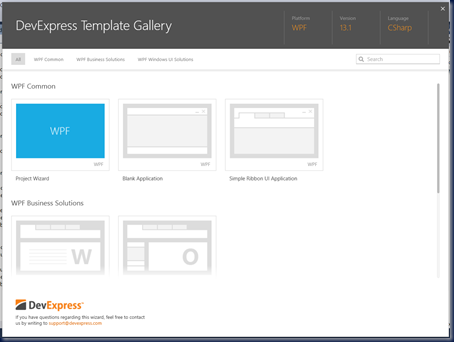 DevExpress Template Gallery
Platform
WPF
Version
13.1
Language
CSharp
All
WPF Common
WPF Business Solutions
WPF Windows UI Solutions
Search
WPF Common
WPF
WPF
Project Wizard
WPF
Blank Application
WPF
Simple Ribbon UI Application
WPF Business Solutions
W
O
DevExpress
If you have questions regarding this wizard, feel free to contact
us by writing to support@devexpress.com